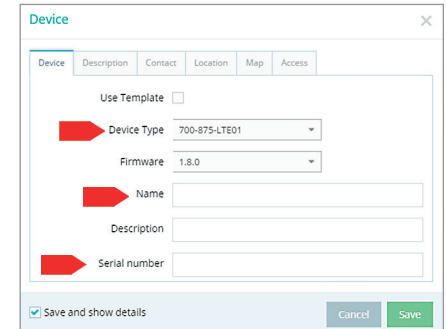 Device
Device Description Contact Location Map Access
Use Template
Device Type 700-875-LTE01
Firmware 1.8.0
Name
Description
Serial number
Save and show details Cancel Save